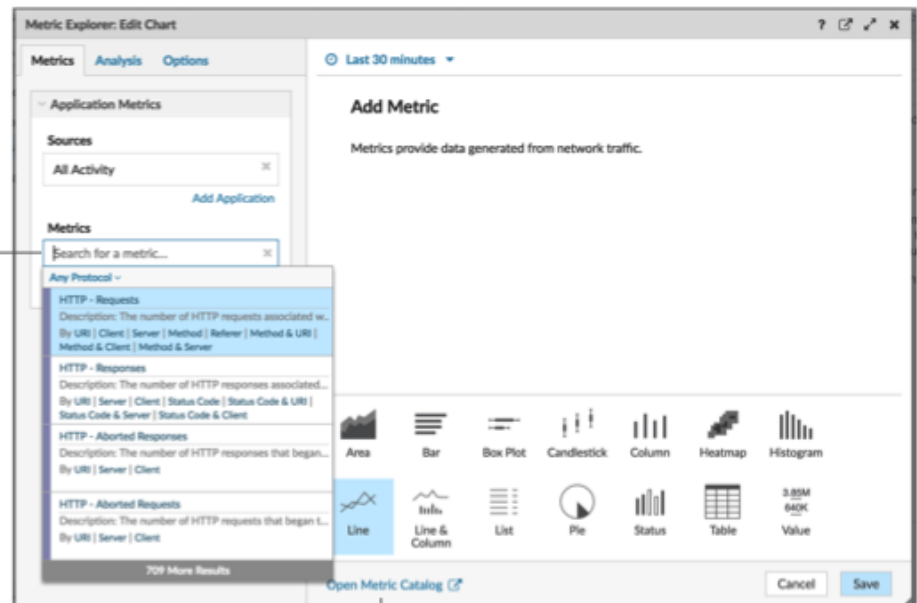 Metric Explorer: Edit Chart ?
Metrics Analysis Options
Last 30 minutes
Application Metrics
Sources
All Activity
Add Application
Metrics
Search for a metric...
Any Protocol
HTTP - Requests
Description: The number of HTTP requests associated w..
By URI | Client | Server | Method | Referer | Method & URI |
Method & Client | Method & Server
HTTP - Responses
Description: The number of HTTP responses associated...
By URI | Server | Client | Status Code | Status Code & URI |
Status Code & Server | Status Code & Client
HTTP - Aborted Responses
Description: The number of HTTP responses that began...
By URI | Server | Client
HTTP - Aborted Requests
Description: The number of HTTP requests that began t...
By URI | Server | Client
709 More Results
Add Metric
Metrics provide data generated from network traffic.
Area Bar Box Plot Candlestick Column Heatmap Histogram
3.85M
640K
Line Line & Column List Pie Status Table Value
Open Metric Catalog
Cancel Save